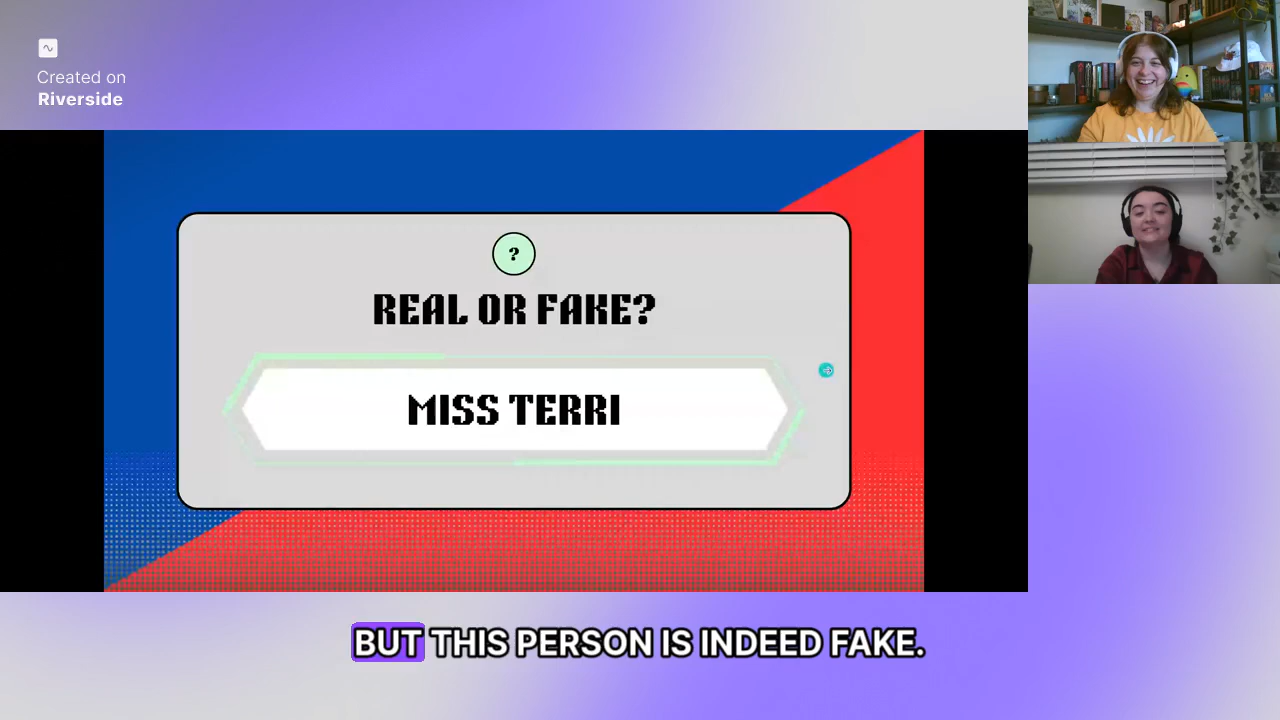 Created on
Riverside
?
REAL OR FAKE?
MISS TERRI
BUT THIS PERSON IS INDEED FAKE.